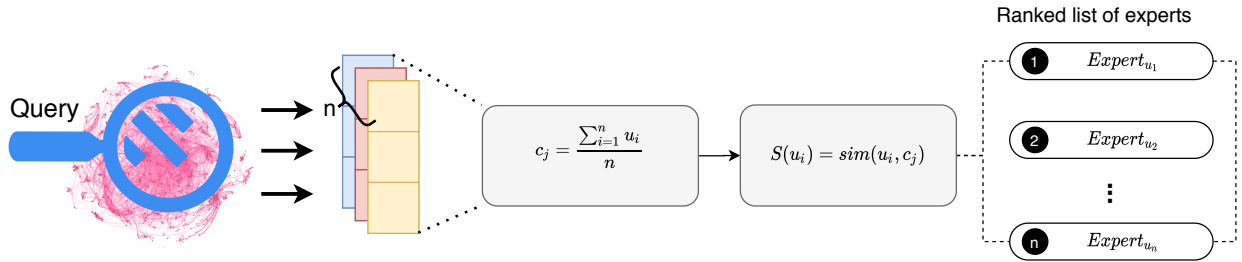 Ranked list of experts
Query
n
$c_j = \frac{\sum_{i=1}^{n} u_i}{n}$
$S(u_i) = sim(u_i, c_j)$
1 $Expert_{u_1}$
2 $Expert_{u_2}$
⋮
n $Expert_{u_n}$